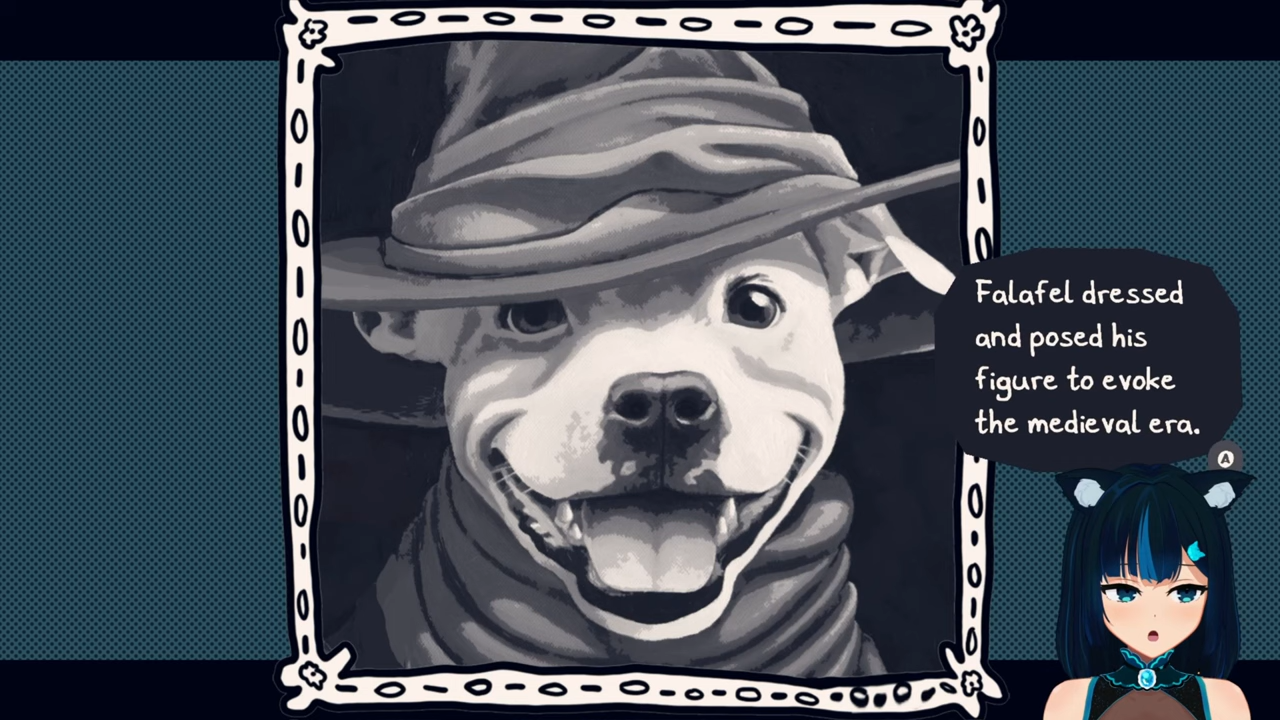 Falafel dressed
and posed his
figure to evoke
the medieval era.
A